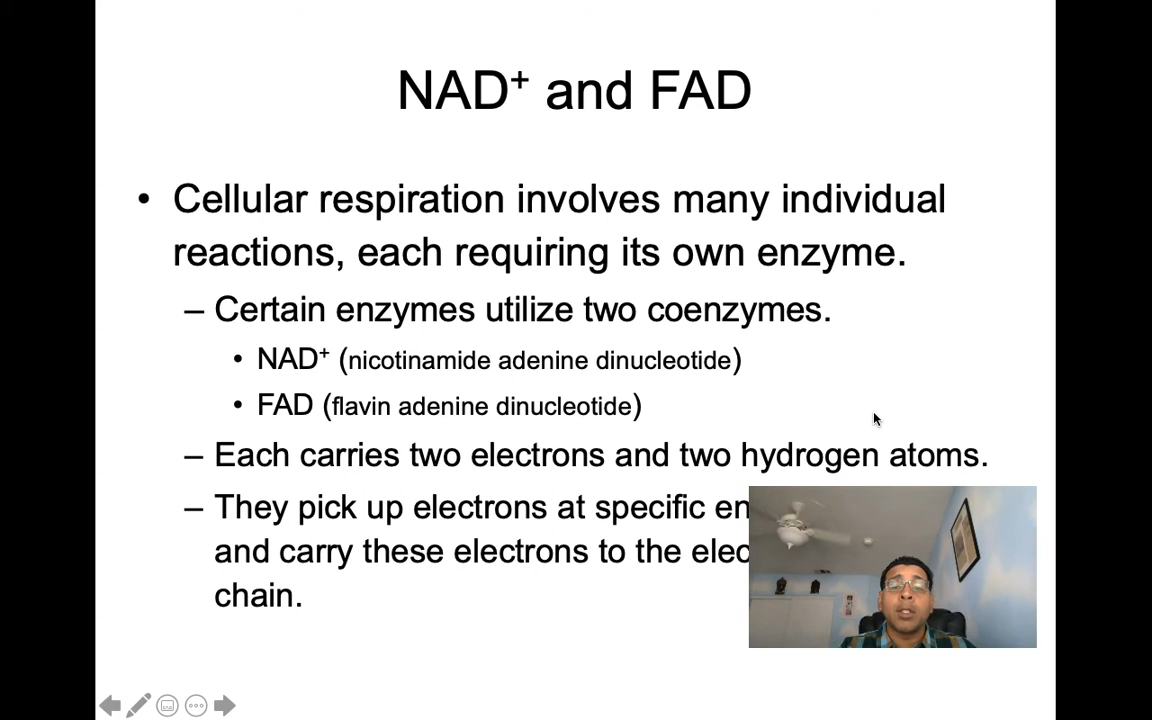 NAD⁺ and FAD
• Cellular respiration involves many individual
reactions, each requiring its own enzyme.
– Certain enzymes utilize two coenzymes.
• NAD⁺ (nicotinamide adenine dinucleotide)
• FAD (flavin adenine dinucleotide)
– Each carries two electrons and two hydrogen atoms.
– They pick up electrons at specific
and carry these electrons to the
chain.